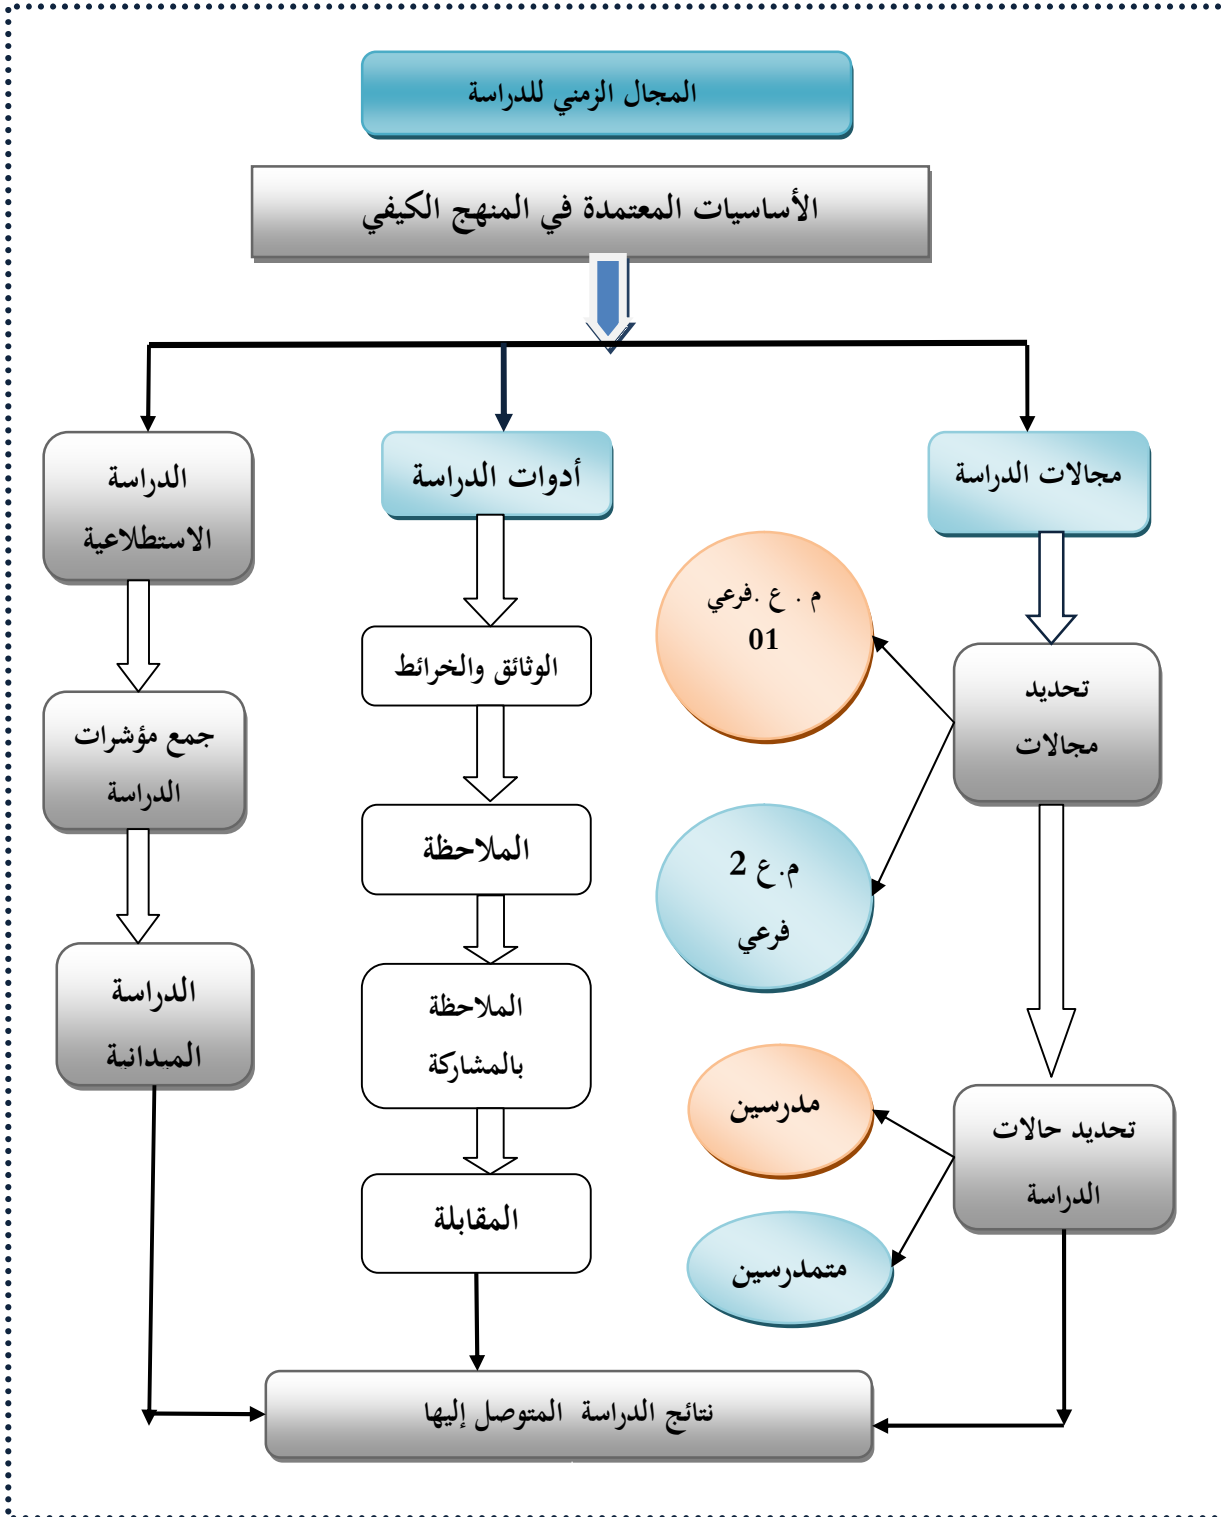 المجال الزمني للدراسة
الأساسيات المعتمدة في المنهج الكيفي
مجالات الدراسة
تحديد
مجالات
م . ع .فرعي
01
م.ع 2
فرعي
تحديد حالات
الدراسة
مدرسين
متمدرسين
أدوات الدراسة
الوثائق والخرائط
الملاحظة
الملاحظة
بالمشاركة
المقابلة
الدراسة
الاستطلاعية
جمع مؤشرات
الدراسة
الدراسة
الميدانية
نتائج الدراسة المتوصل إليها